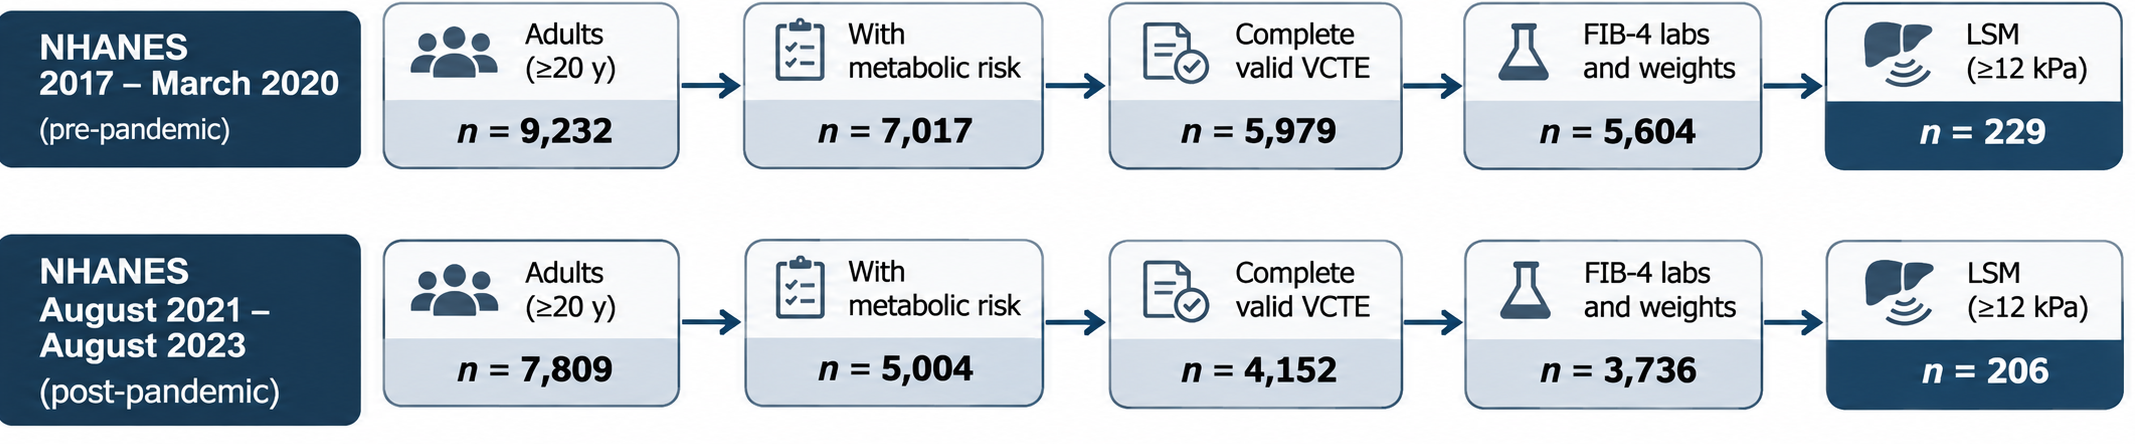 NHANES
2017 – March 2020
(pre-pandemic)
Adults
(≥20 y)
n = 9,232
With
metabolic risk
n = 7,017
Complete
valid VCTE
n = 5,979
FIB-4 labs
and weights
n = 5,604
LSM
(≥12 kPa)
n = 229
NHANES
August 2021 –
August 2023
(post-pandemic)
Adults
(≥20 y)
n = 7,809
With
metabolic risk
n = 5,004
Complete
valid VCTE
n = 4,152
FIB-4 labs
and weights
n = 3,736
LSM
(≥12 kPa)
n = 206